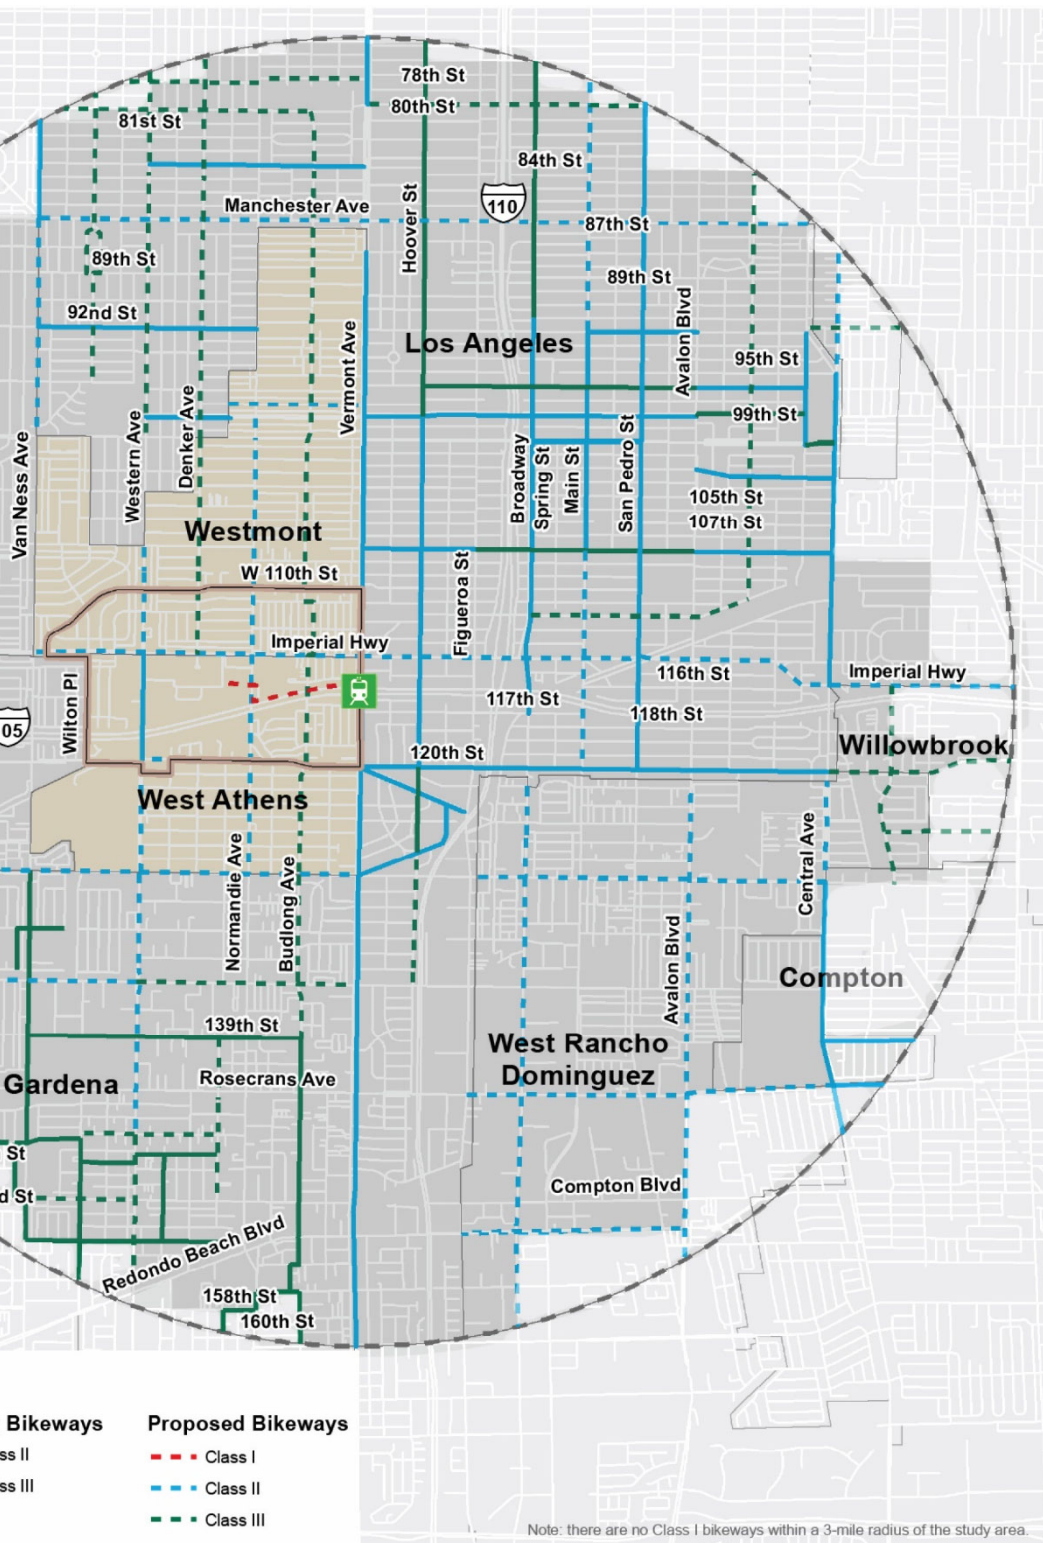 78th St
80th St
81st St
84th St
Manchester Ave
110
87th St
Hoover St
89th St
89th St
92nd St
Avalon Blvd
Los Angeles
Vermont Ave
95th St
Denker Ave
99th St
Western Ave
Van Ness Ave
Broadway
Spring St
Main St
San Pedro St
105th St
107th St
Westmont
W 110th St
Figueroa St
Imperial Hwy
116th St
Imperial Hwy
Wilton Pl
117th St
118th St
05
120th St
Willowbrook
West Athens
Normandie Ave
Budlong Ave
Central Ave
Avalon Blvd
Compton
139th St
West Rancho
Dominguez
Rosecrans Ave
Gardena
St
d St
Compton Blvd
Redondo Beach Blvd
158th St
160th St
Bikeways
ss II
ss III
Proposed Bikeways
Class I
Class II
Class III
Note: there are no Class I bikeways within a 3-mile radius of the study area.